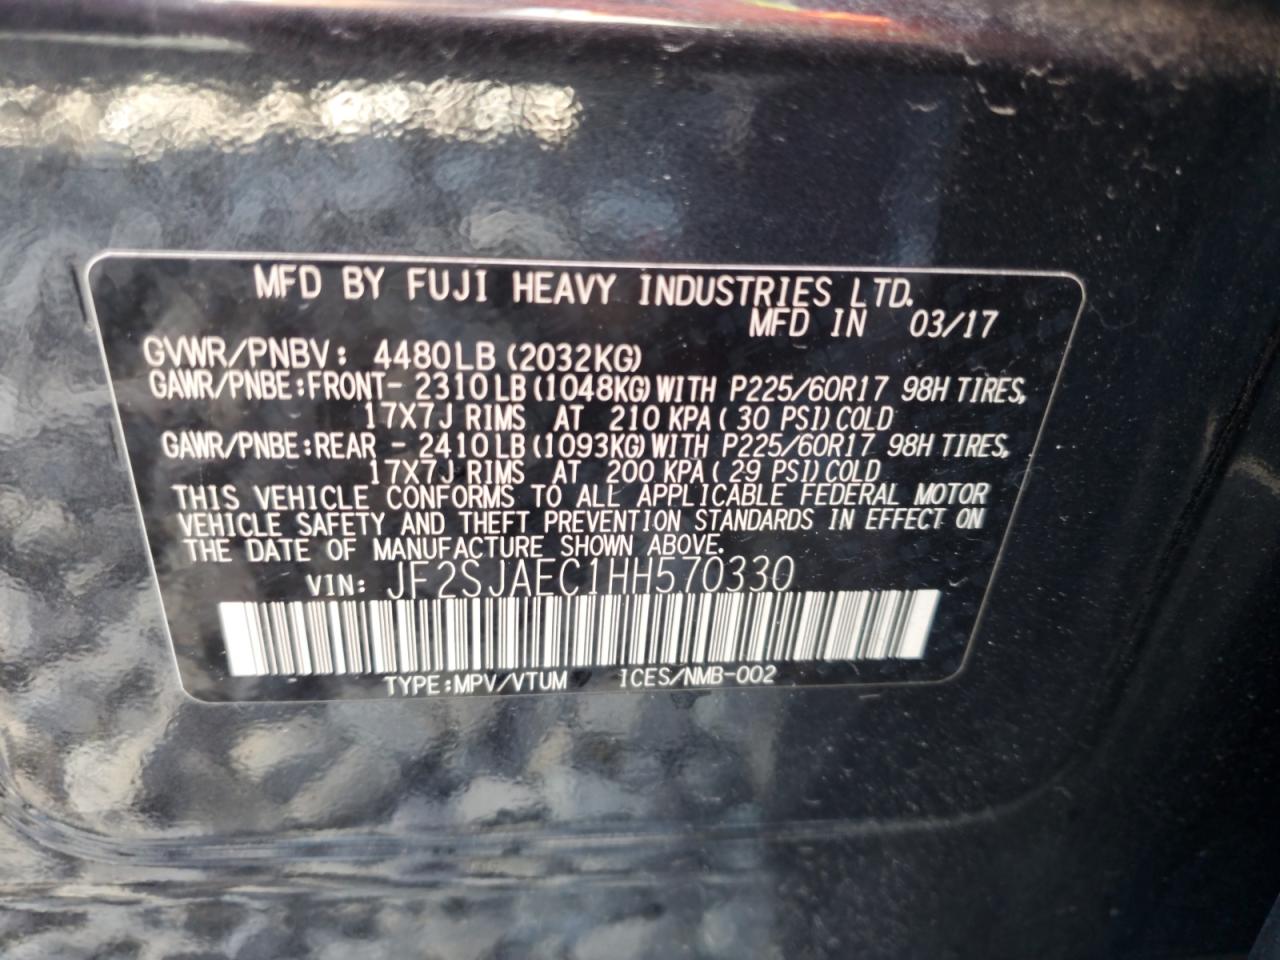 MFD BY FUJI HEAVY INDUSTRIES LTD.
MFD IN 03/17
GVWR/PNBV: 4480LB (2032KG)
GAWR/PNBE:FRONT- 2310LB (1048KG) WITH P225/60R17 98H TIRES,
17X7J RIMS AT 210 KPA ( 30 PSI) COLD
GAWR/PNBE:REAR - 2410LB (1093KG) WITH P225/60R17 98H TIRES,
17X7J RIMS AT 200 KPA ( 29 PSI) COLD
THIS VEHICLE CONFORMS TO ALL APPLICABLE FEDERAL MOTOR
VEHICLE SAFETY AND THEFT PREVENTION STANDARDS IN EFFECT ON
THE DATE OF MANUFACTURE SHOWN ABOVE.
VIN: JF2SJAEC1HH570330
TYPE:MPV/VTUM ICES/NMB-002